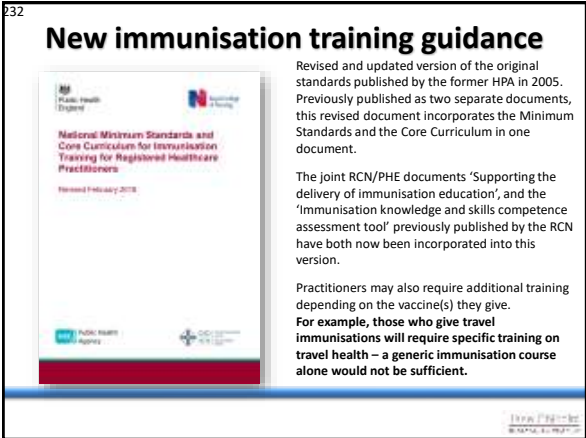 232
New immunisation training guidance
Public Health
England
National Minimum Standards and
Core Curriculum for Immunisation
Training for Registered Healthcare
Practitioners
Revised February 2018
Public Health
Agency
Revised and updated version of the original
standards published by the former HPA in 2005.
Previously published as two separate documents,
this revised document incorporates the Minimum
Standards and the Core Curriculum in one
document.
The joint RCN/PHE documents ‘Supporting the
delivery of immunisation education’, and the
‘Immunisation knowledge and skills competence
assessment tool’ previously published by the RCN
have both now been incorporated into this
version.
Practitioners may also require additional training
depending on the vaccine(s) they give.
For example, those who give travel
immunisations will require specific training on
travel health – a generic immunisation course
alone would not be sufficient.